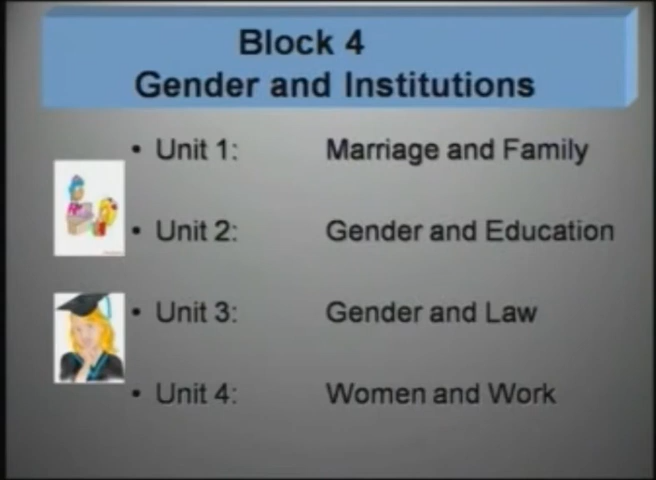 Block 4
Gender and Institutions
• Unit 1: Marriage and Family
• Unit 2: Gender and Education
• Unit 3: Gender and Law
• Unit 4: Women and Work